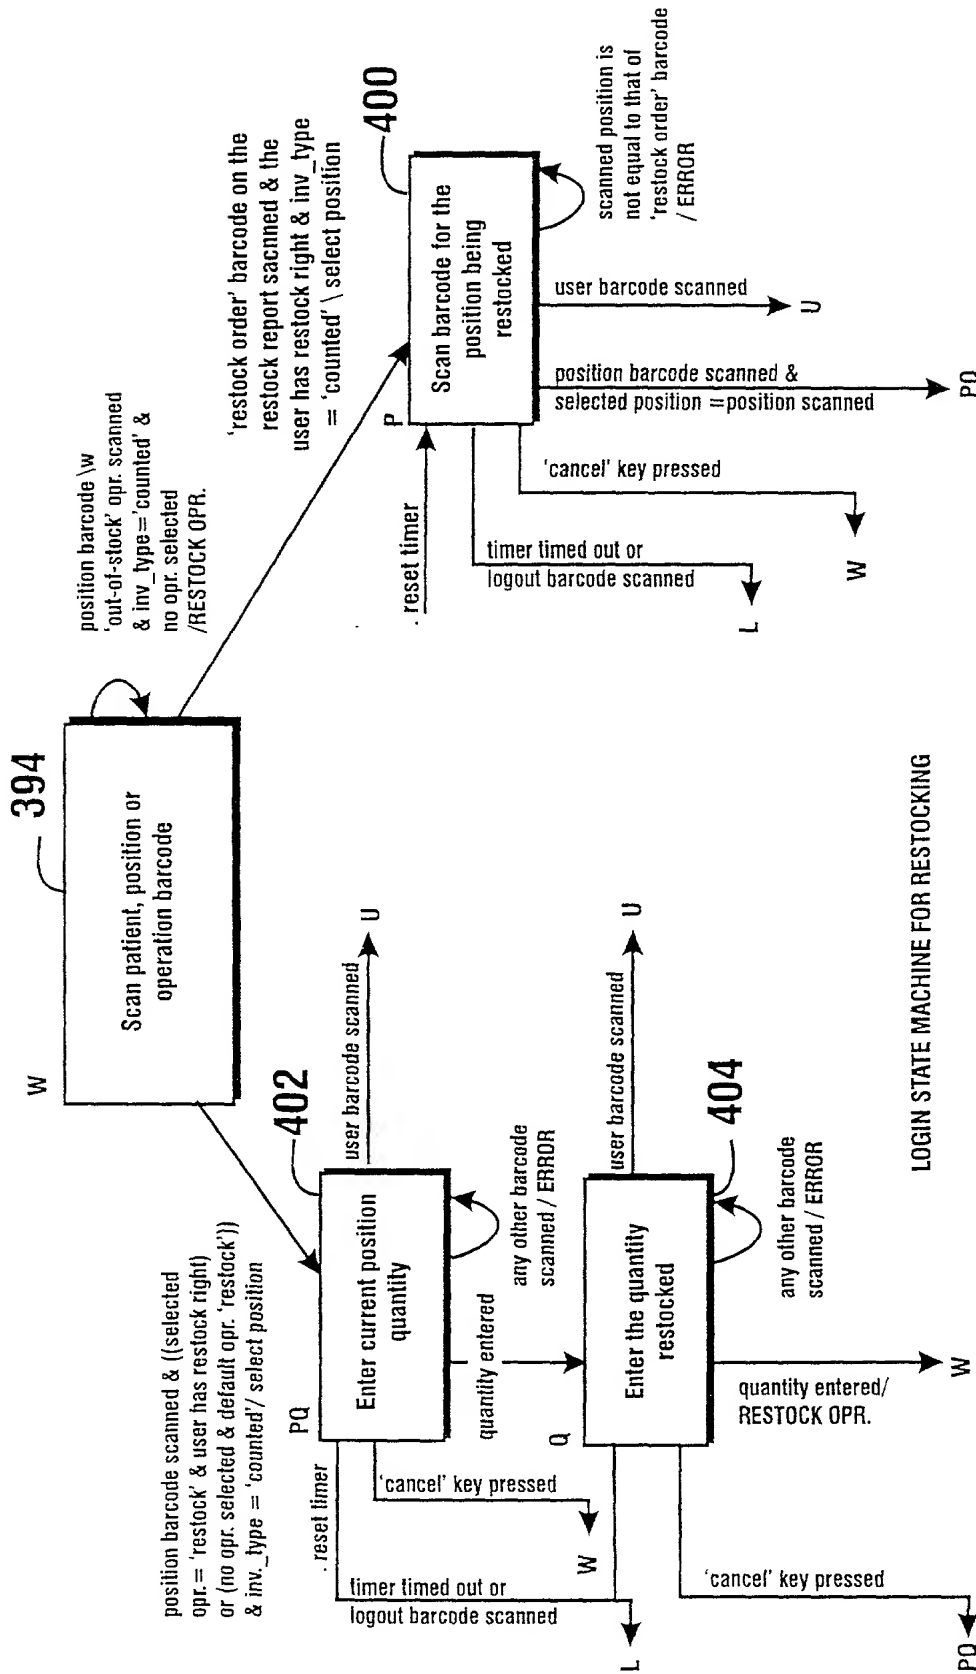 394
W
Scan patient, position or
operation barcode
position barcode \w
'out-of-stock' opr. scanned
& inv_type='counted' &
no opr. selected
/RESTOCK OPR.
'restock order' barcode on the
restock report sacnned & the
user has restock right & inv_type
= 'counted' \ select position
400
P
Scan barcode for the
position being
restocked
scanned position is
not equal to that of
'restock order' barcode
/ ERROR
. reset timer
user barcode scanned
U
position barcode scanned &
selected position =position scanned
PQ
'cancel' key pressed
W
timer timed out or
logout barcode scanned
L
position barcode scanned & ((selected
opr. = 'restock' & user has restock right)
or (no opr. selected & default opr. 'restock'))
& inv._type = 'counted'/ select position
402
PQ
Enter current position
quantity
user barcode scanned
U
any other barcode
scanned / ERROR
quantity entered
. reset timer
'cancel' key pressed
W
timer timed out or
logout barcode scanned
L
404
Q
Enter the quantity
restocked
user barcode scanned
U
any other barcode
scanned / ERROR
quantity entered/
RESTOCK OPR.
W
'cancel' key pressed
PQ
LOGIN STATE MACHINE FOR RESTOCKING